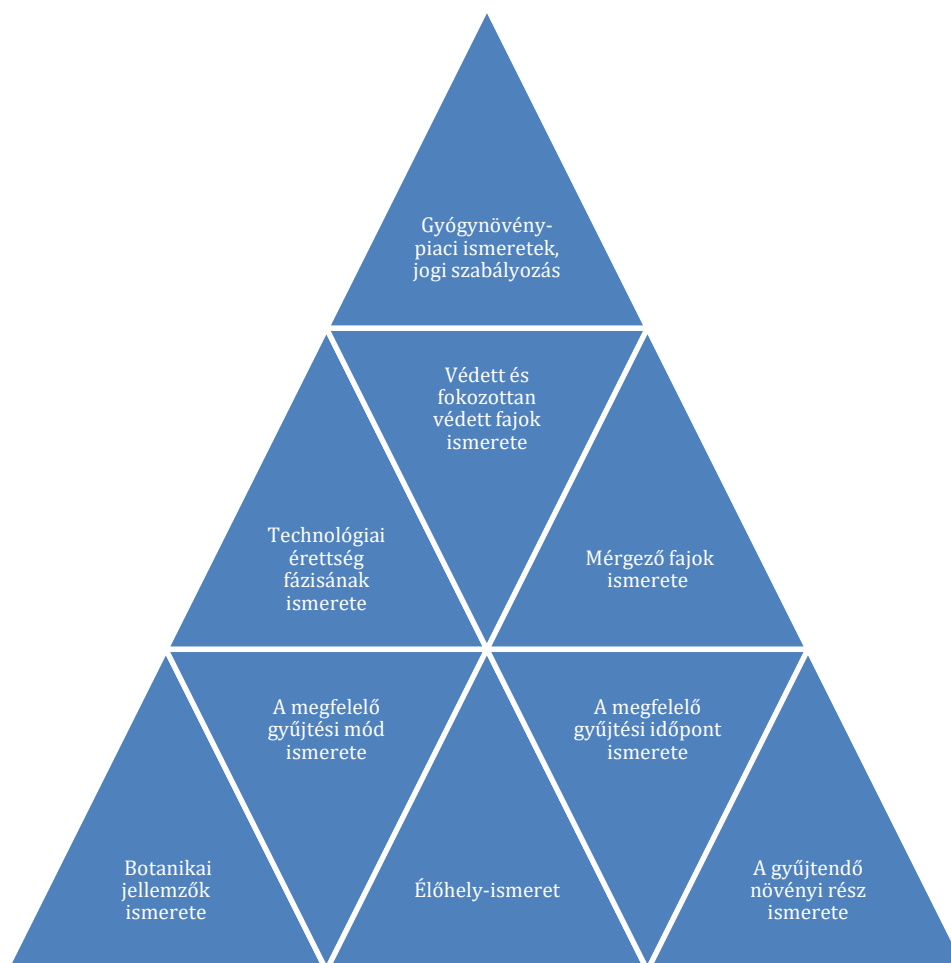 Gyógynövény-
piaci ismeretek,
jogi szabályozás
Védett és
fokozottan
védett fajok
ismerete
Technológiai
érettség
fázisának
ismerete
Mérgező fajok
ismerete
A megfelelő
gyűjtési mód
ismerete
A megfelelő
gyűjtési időpont
ismerete
Botanikai
jellemzők
ismerete
Élőhely-ismeret
A gyűjtendő
növényi rész
ismerete